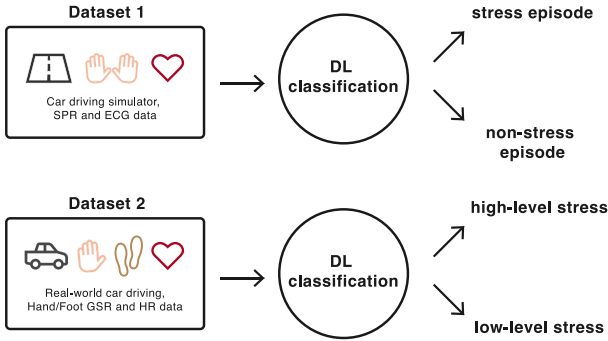 Dataset 1
Car driving simulator,
SPR and ECG data
DL
classification
stress episode
non-stress
episode
Dataset 2
Real-world car driving,
Hand/Foot GSR and HR data
DL
classification
high-level stress
low-level stress